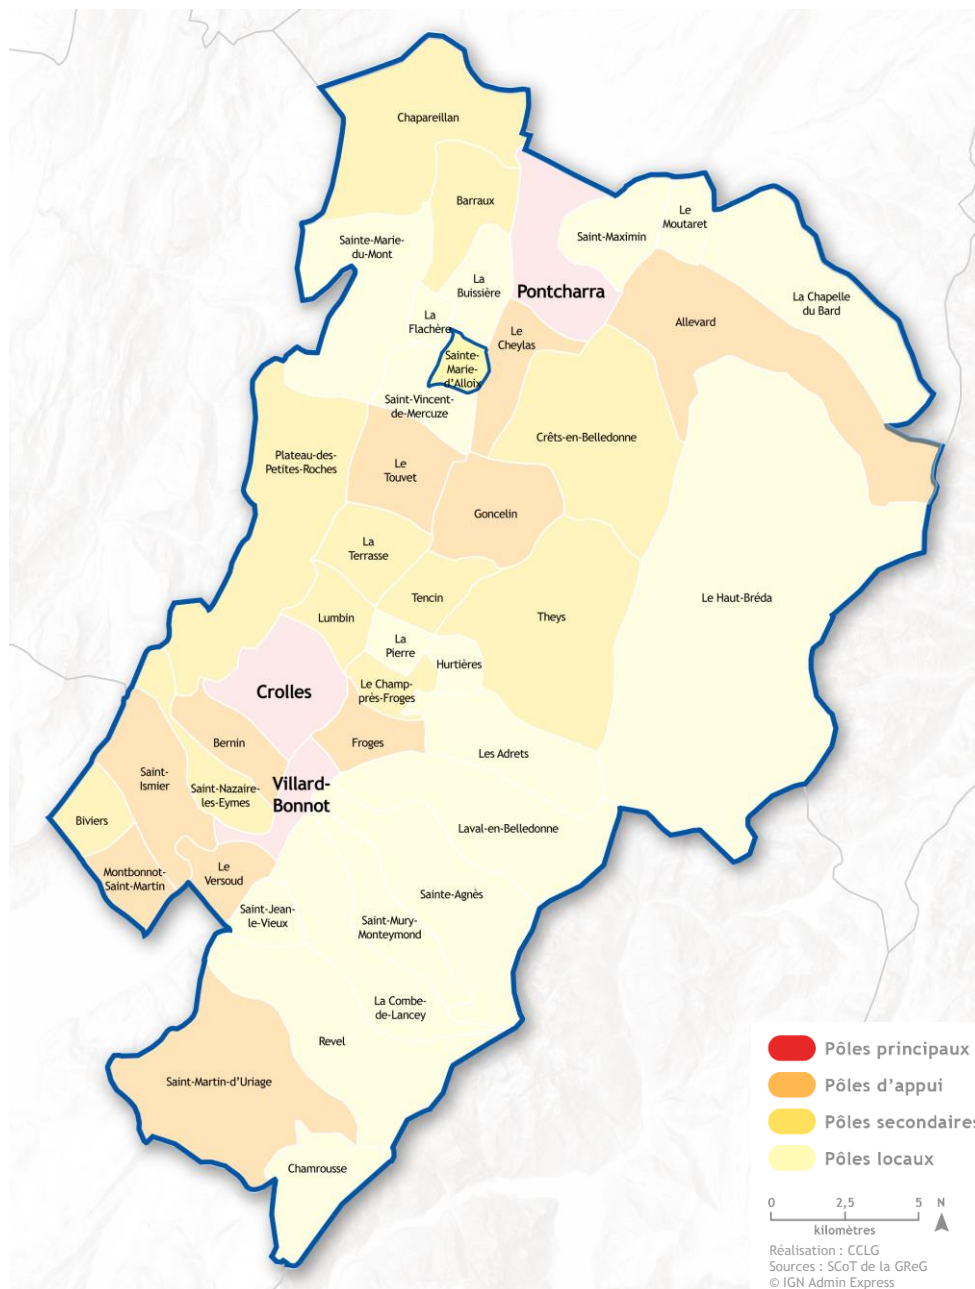 Chapareillan
Barraux
Le
Moutaret
Saint-Maximin
Sainte-Marie-
du-Mont
La
Buissière
Pontcharra
La Chapelle
du Bard
La
Flachère
Le
Cheylas
Allevard
Sainte-
Marie-
d'Alloix
Saint-Vincent-
de-Mercuze
Crêts-en-Belledonne
Plateau-des-
Petites-Roches
Le
Touvet
Goncelin
La
Terrasse
Tencin
Le Haut-Bréda
Lumbin
Theys
La
Pierre
Hurtières
Crolles
Le Champ-
près-Froges
Bernin
Froges
Les Adrets
Saint-
Ismier
Saint-Nazaire-
les-Eymes
Villard-
Bonnot
Biviers
Laval-en-Belledonne
Montbonnot-
Saint-Martin
Le
Versoud
Sainte-Agnès
Saint-Jean-
le-Vieux
Saint-Mury-
Monteymond
La Combe-
de-Lancey
Revel
Saint-Martin-d'Uriage
Chamrousse
Pôles principaux
Pôles d'appui
Pôles secondaires
Pôles locaux
0 2,5 5 N
kilomètres
Réalisation : CCLG
Sources : SCoT de la GReG
© IGN Admin Express